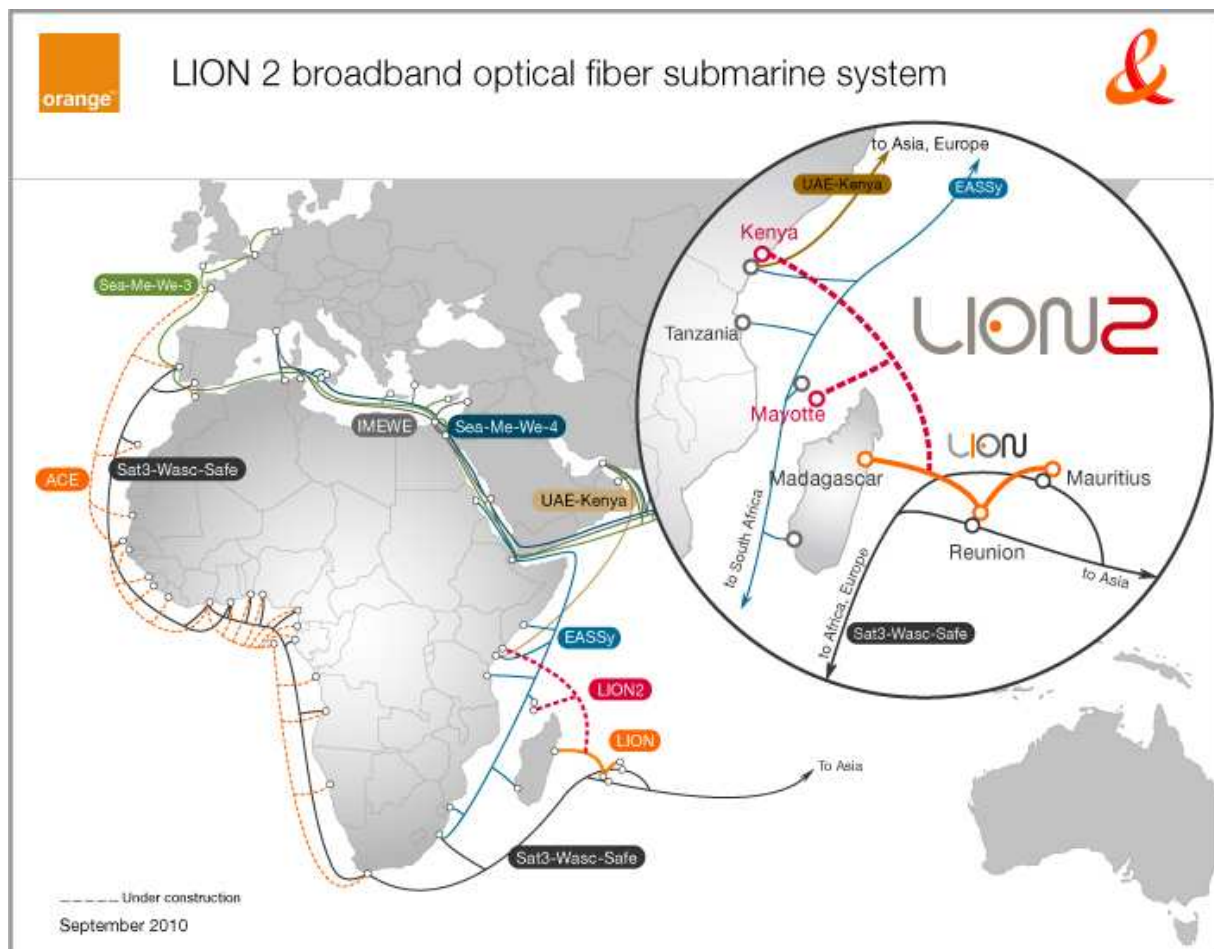 orange™
LION 2 broadband optical fiber submarine system
&
to Asia, Europe
UAE-Kenya
EASSy
Kenya
Sea-Me-We-3
LION2
Tanzania
Mayotte
IMEWE
Sea-Me-We-4
LION
Sat3-Wasc-Safe
ACE
UAE-Kenya
Madagascar
Mauritius
to South Africa
Reunion
to Asia
to Africa, Europe
Sat3-Wasc-Safe
EASSy
LION2
LION
To Asia
Sat3-Wasc-Safe
Under construction
September 2010